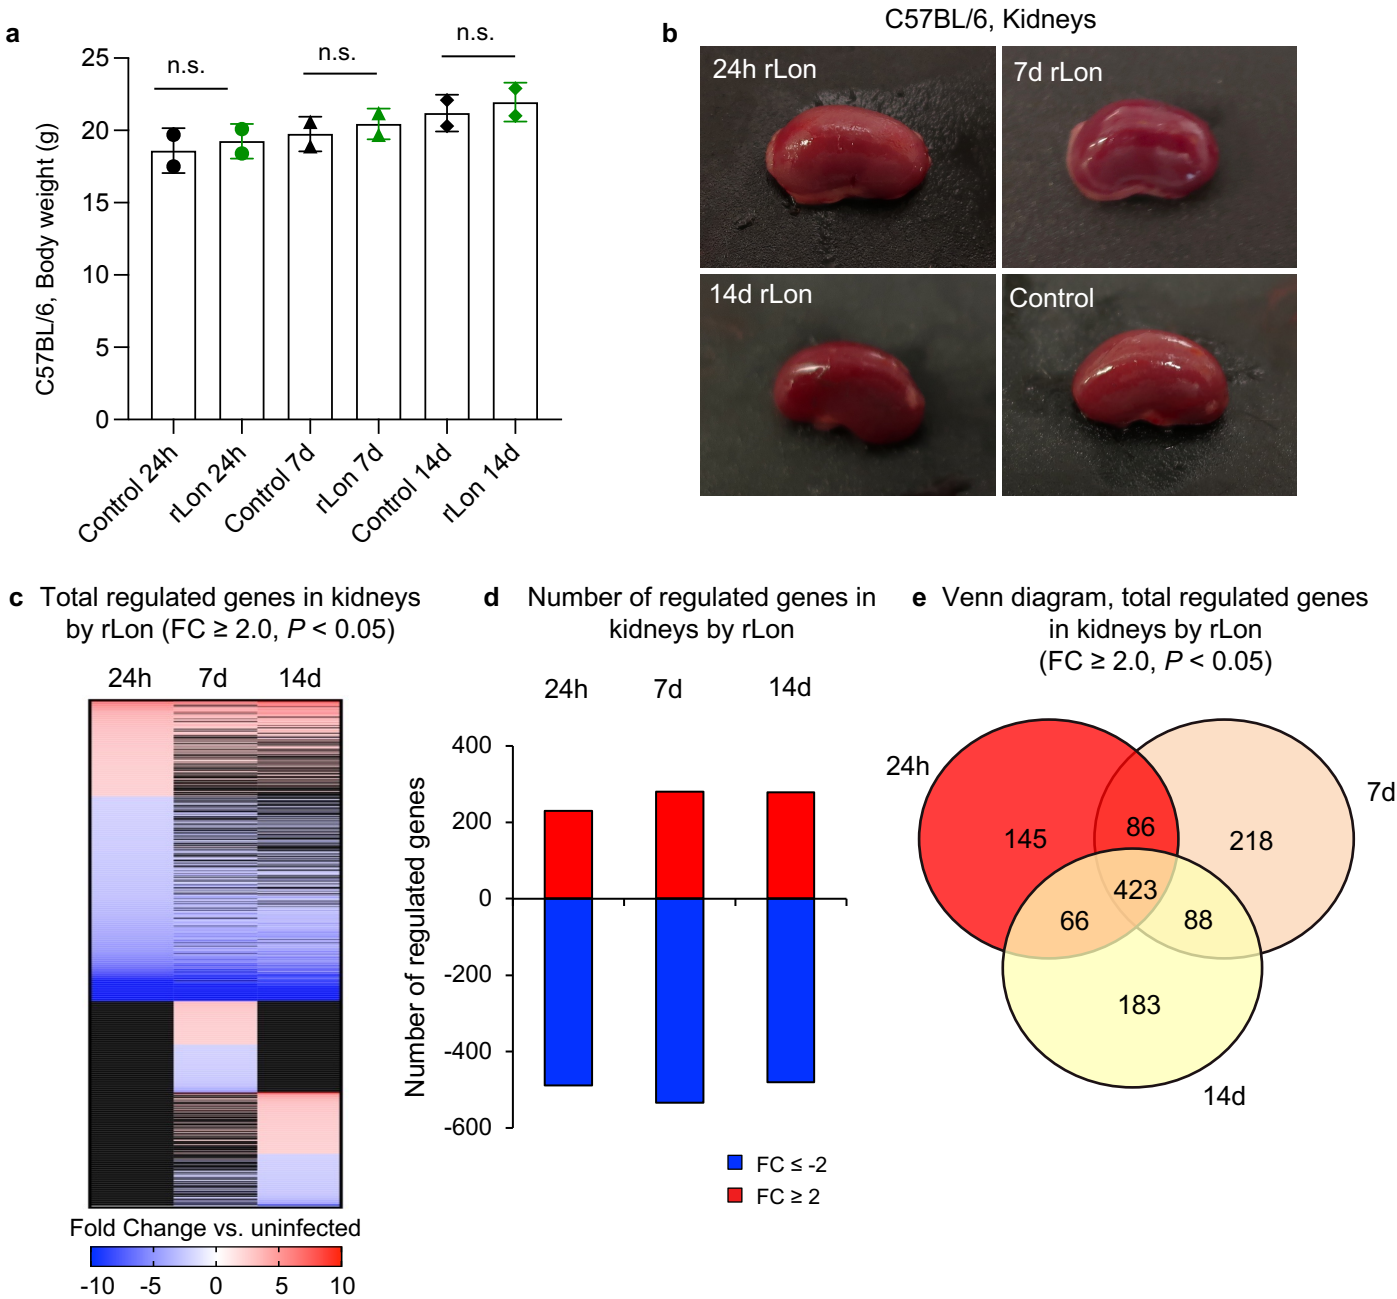 a
n.s.
n.s.
n.s.
25
20
15
10
5
0
C57BL/6, Body weight (g)
Control 24h
rLon 24h
Control 7d
rLon 7d
Control 14d
rLon 14d
b
C57BL/6, Kidneys
24h rLon
7d rLon
14d rLon
Control
c Total regulated genes in kidneys
by rLon (FC ≥ 2.0, P < 0.05)
24h 7d 14d
Fold Change vs. uninfected
-10 -5 0 5 10
d Number of regulated genes in
kidneys by rLon
24h 7d 14d
400
200
0
-200
-400
-600
Number of regulated genes
FC ≤ -2
FC ≥ 2
e Venn diagram, total regulated genes
in kidneys by rLon
(FC ≥ 2.0, P < 0.05)
24h
7d
145
86
218
423
66
88
183
14d